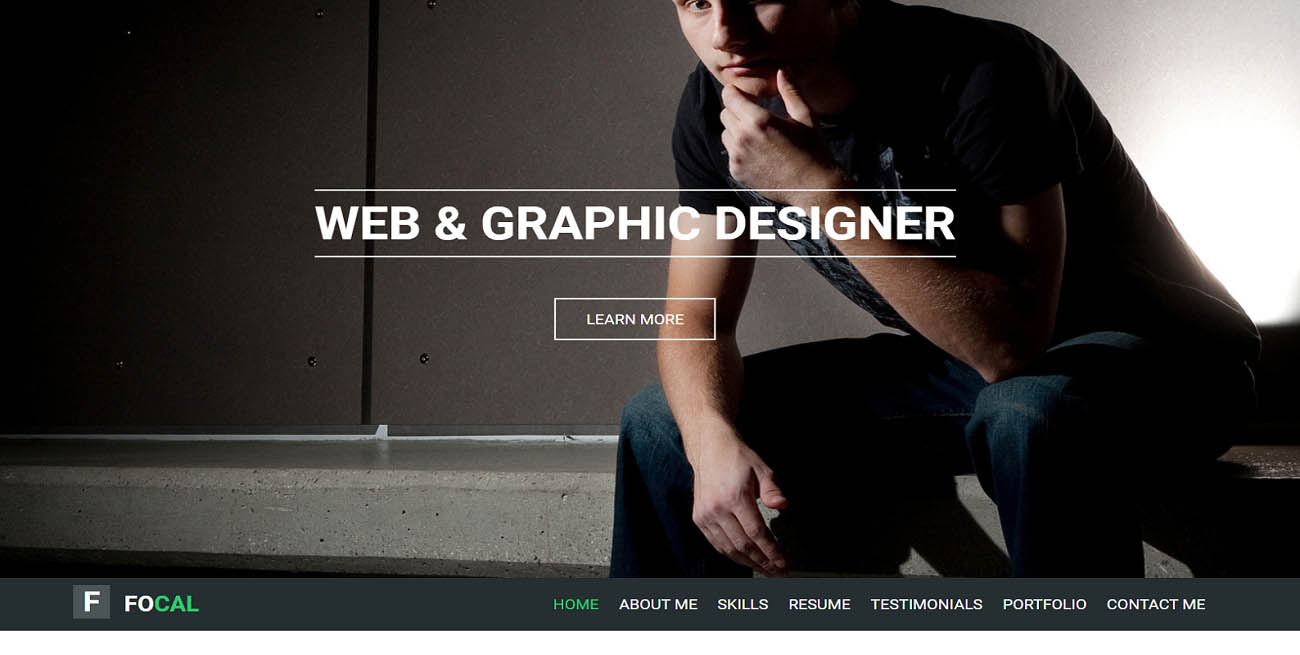 WEB & GRAPHIC DESIGNER
LEARN MORE
F FOCAL HOME ABOUT ME SKILLS RESUME TESTIMONIALS PORTFOLIO CONTACT ME